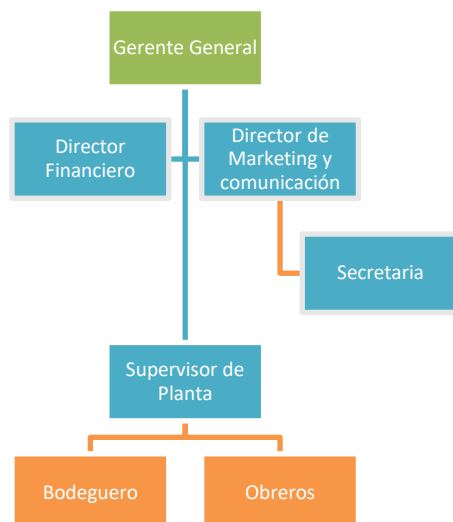 Gerente General
Director
Financiero
Director de
Marketing y
comunicación
Secretaria
Supervisor de
Planta
Bodeguero
Obreros